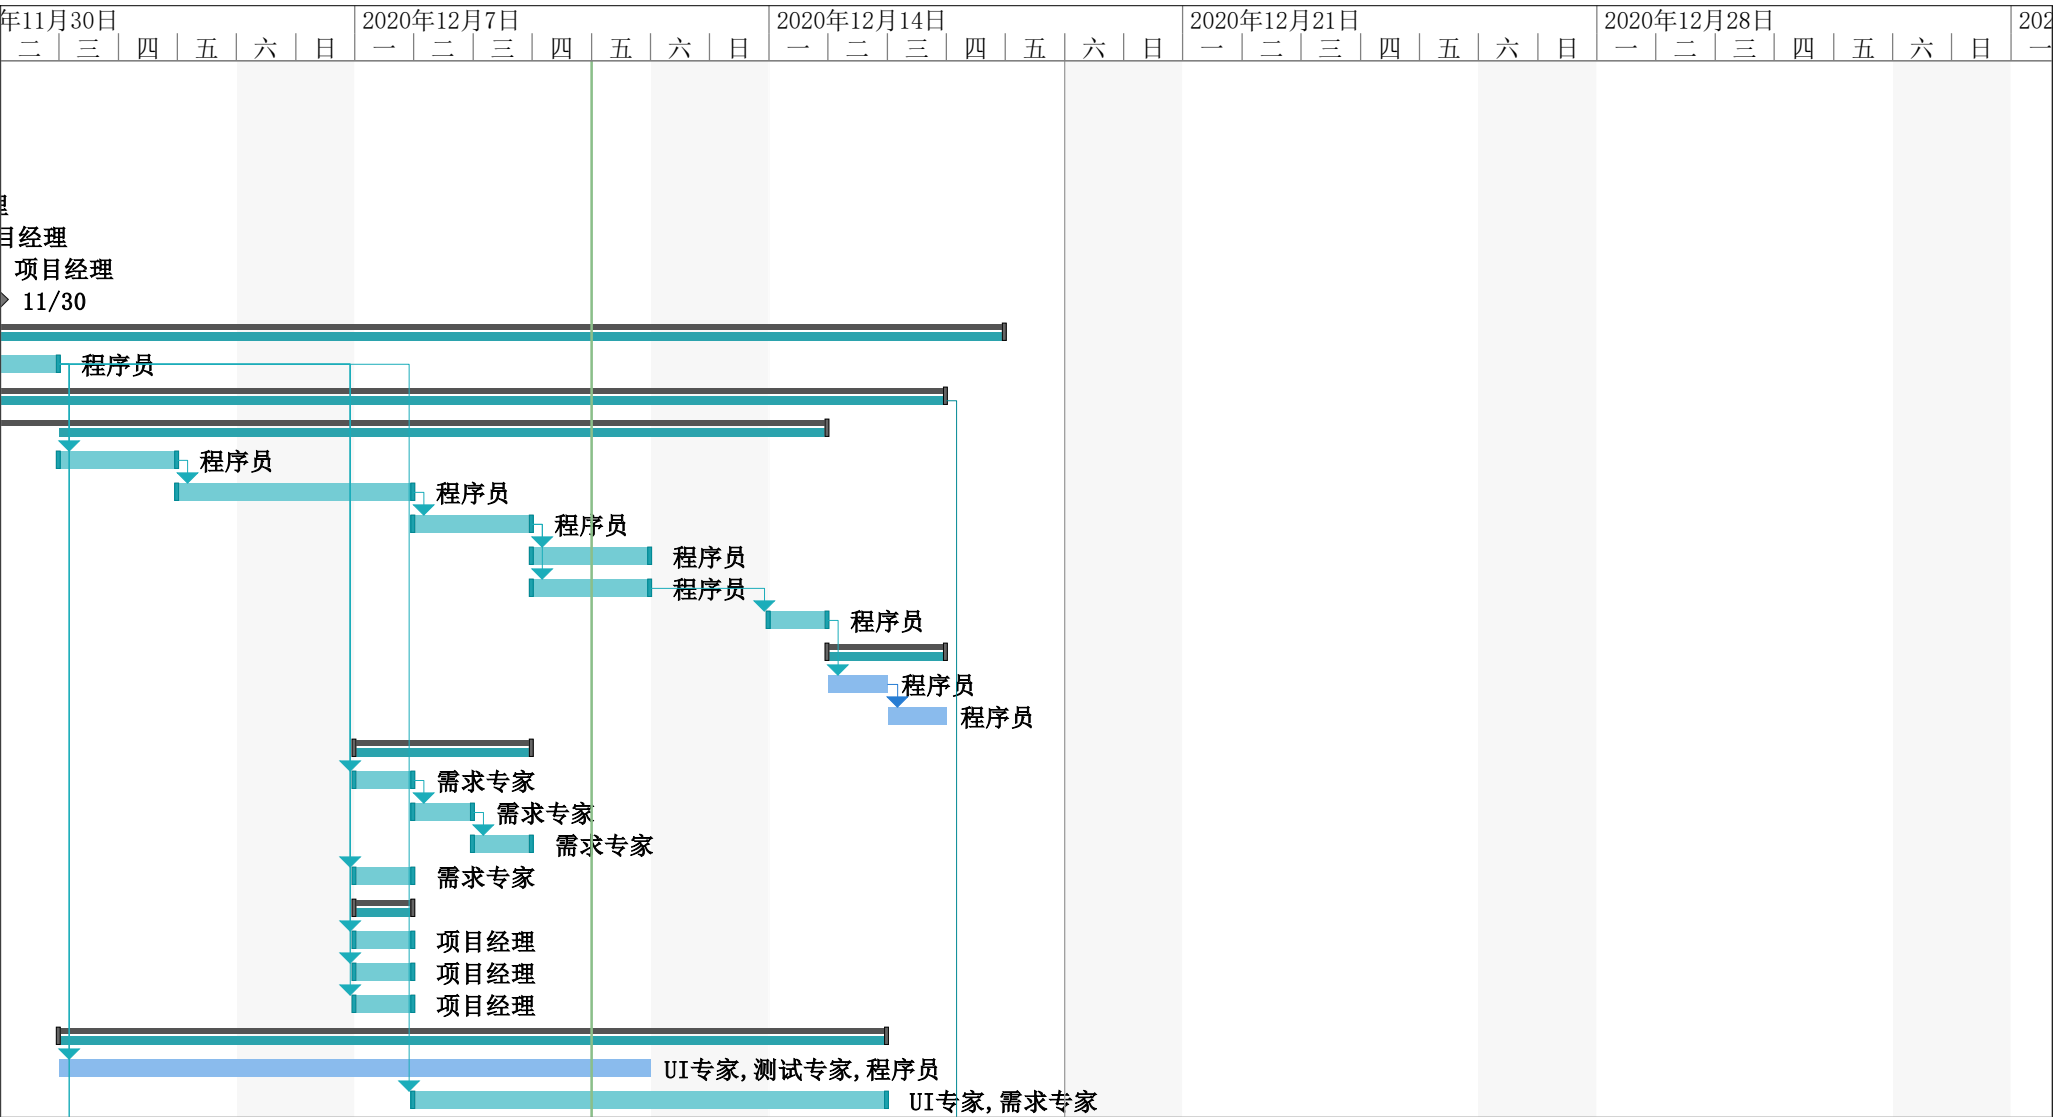 年11月30日 2020年12月7日 2020年12月14日 2020年12月21日 2020年12月28日 202
二 三 四 五 六 日 一 二 三 四 五 六 日 一 二 三 四 五 六 日 一 二 三 四 五 六 日 一 二 三 四 五 六 日 一
理
目经理
项目经理
11/30
程序员
程序员
程序员
程序员
程序员
程序员
程序员
程序员
程序员
需求专家
需求专家
需求专家
需求专家
项目经理
项目经理
项目经理
UI专家,测试专家,程序员
UI专家,需求专家